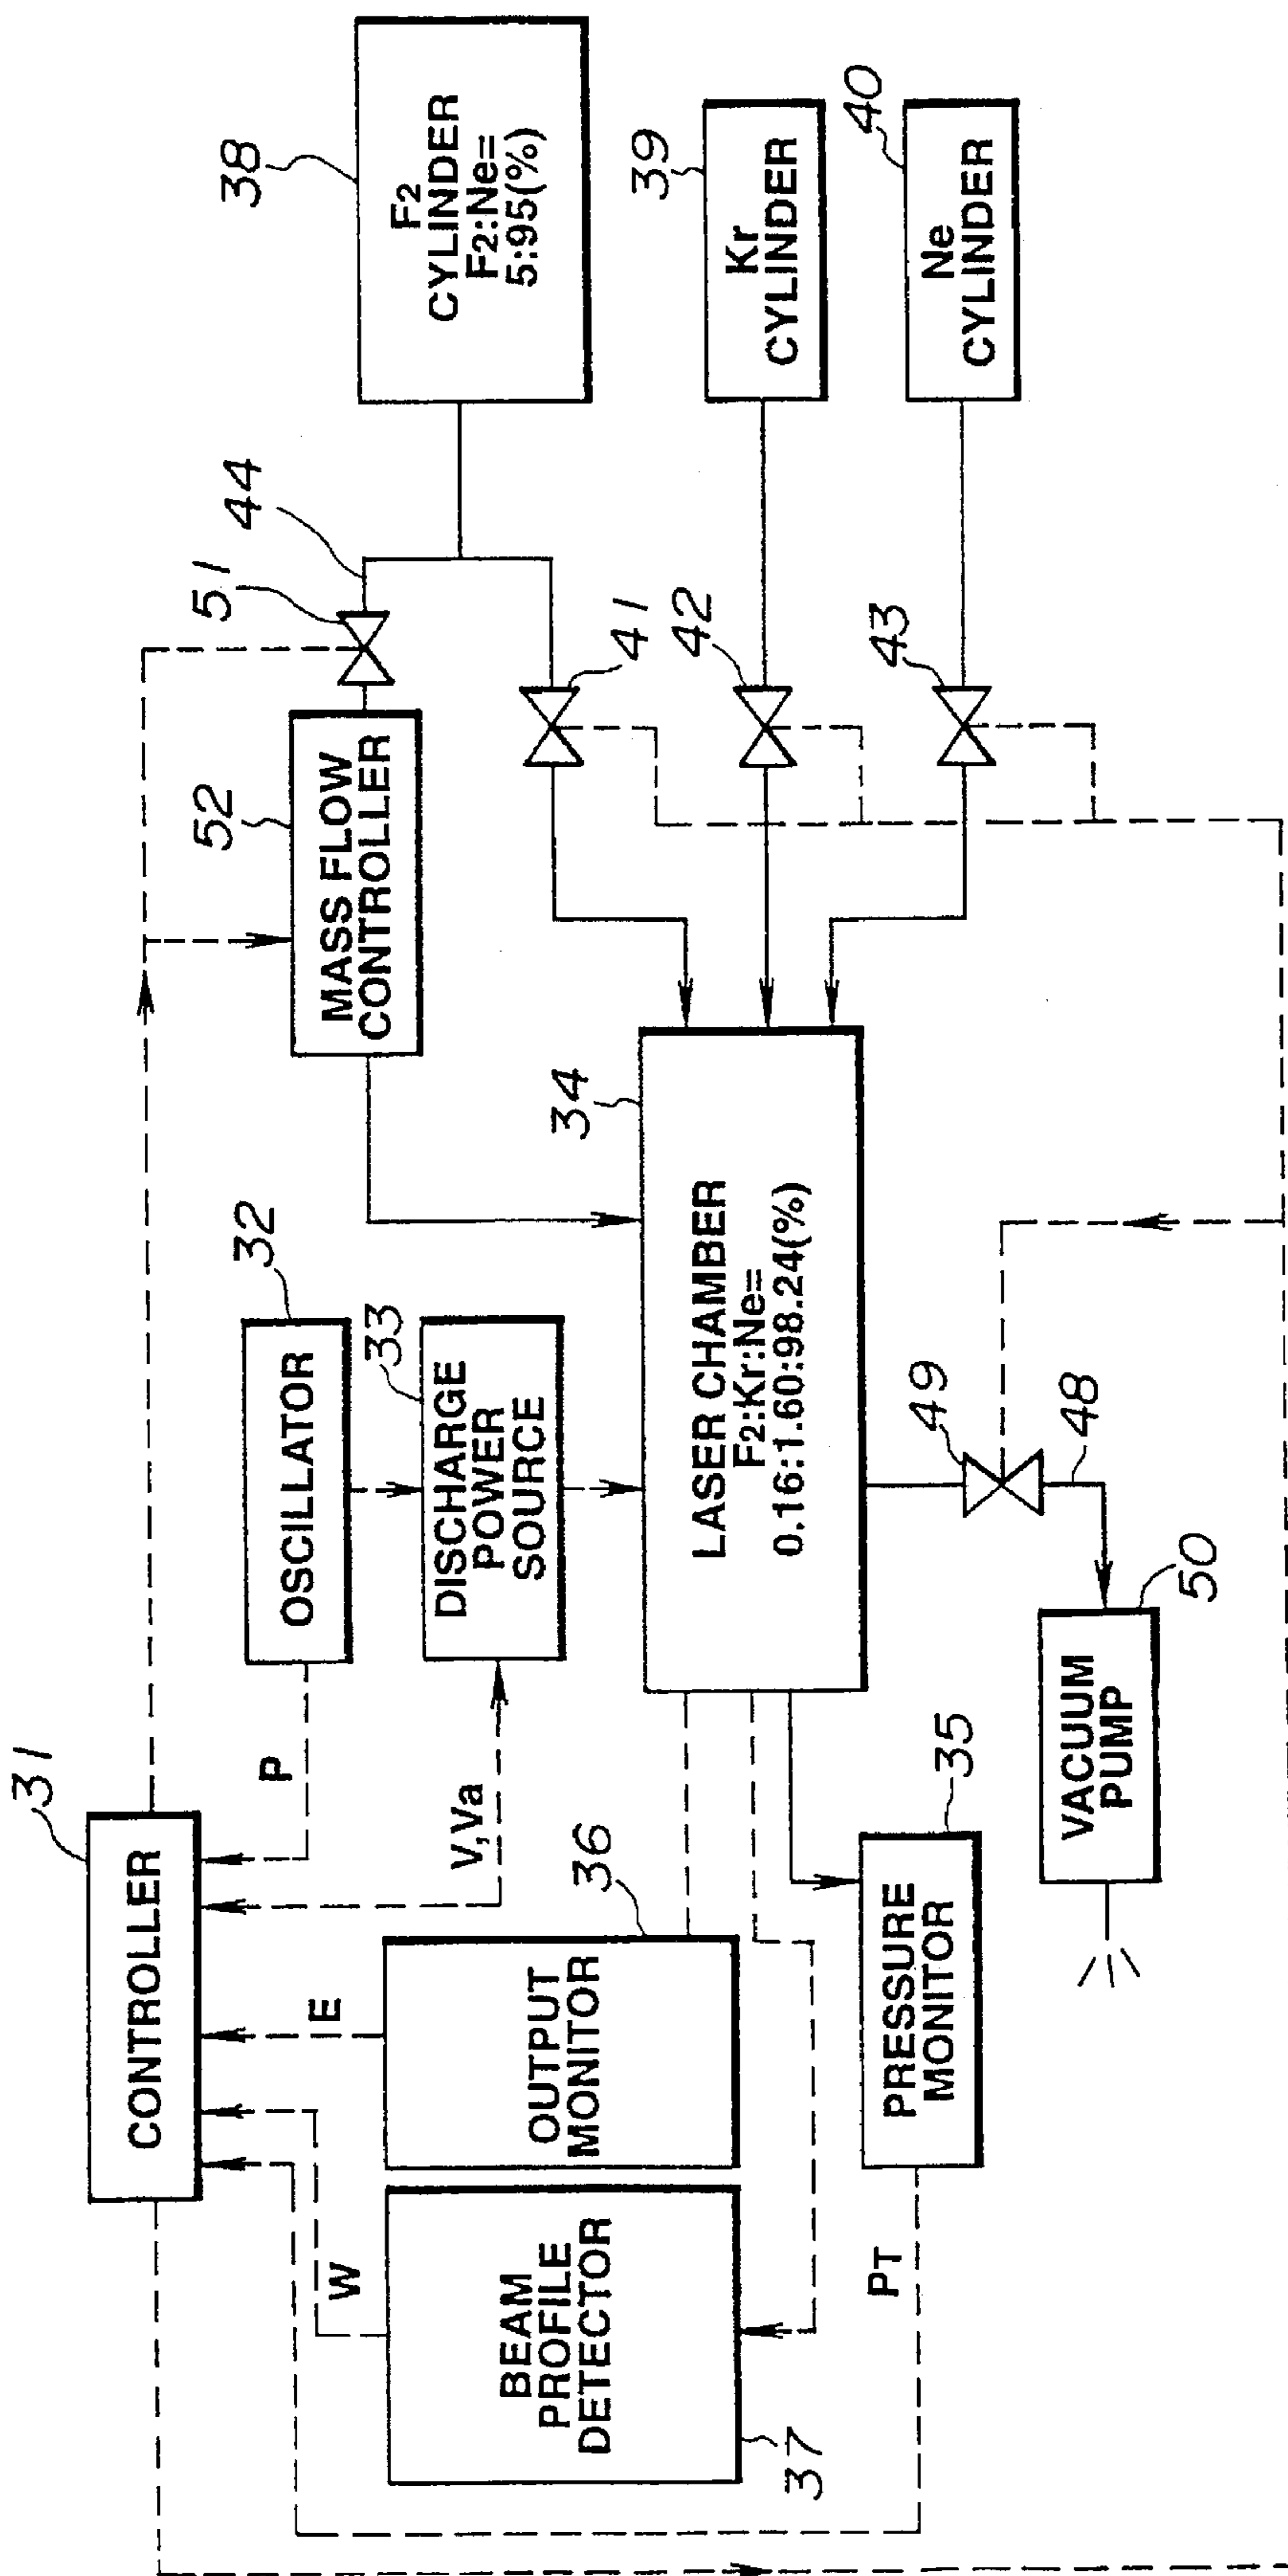 31
CONTROLLER
P
V,Va
E
W
PT
32
OSCILLATOR
33
DISCHARGE
POWER
SOURCE
52
MASS FLOW
CONTROLLER
51
44
38
F2
CYLINDER
F2:Ne=
5:95(%)
39
Kr
CYLINDER
40
Ne
CYLINDER
41
42
43
34
LASER CHAMBER
F2:Kr:Ne=
0.16:1.60:98.24(%)
36
OUTPUT
MONITOR
37
BEAM
PROFILE
DETECTOR
35
PRESSURE
MONITOR
49
48
50
VACUUM
PUMP